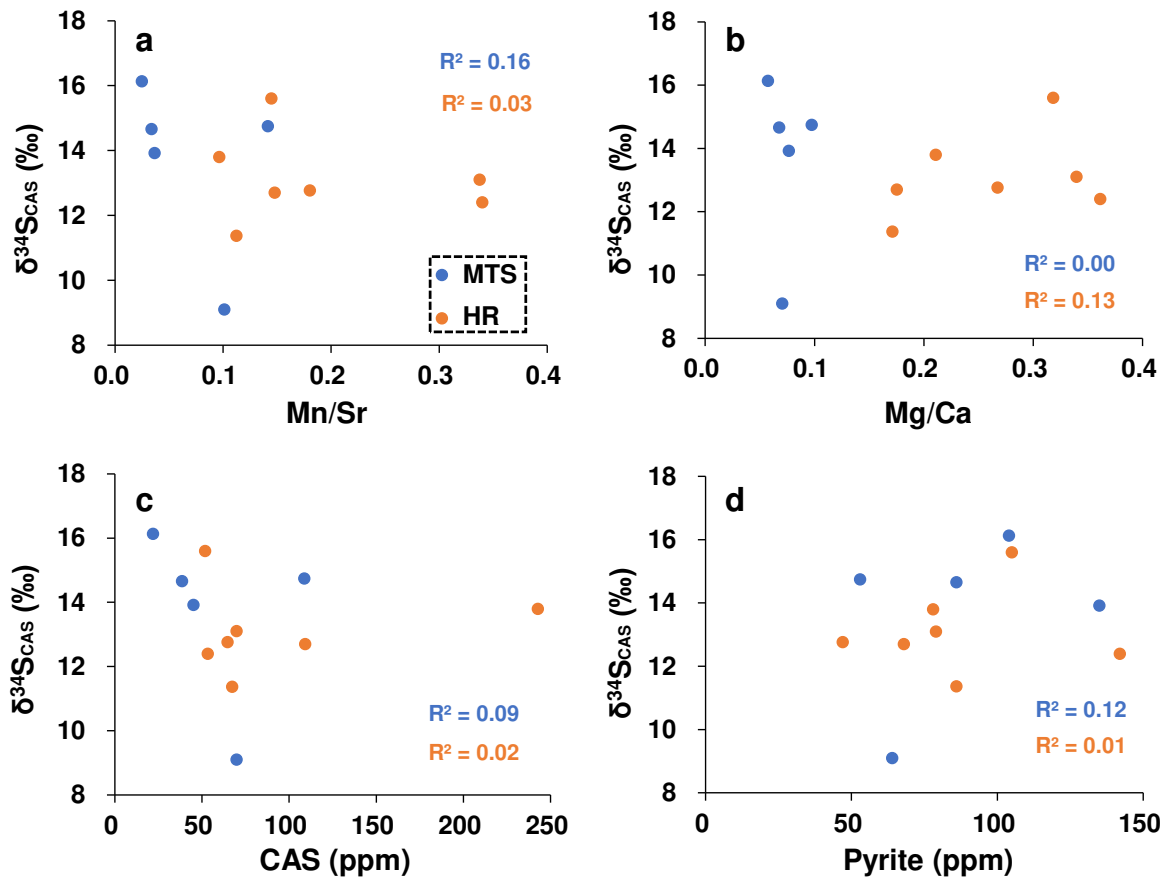 a
R² = 0.16
R² = 0.03
MTS
HR
18
16
14
12
10
8
0.0 0.1 0.2 0.3 0.4
δ³⁴SCAS (‰)
Mn/Sr
b
R² = 0.00
R² = 0.13
18
16
14
12
10
8
0.0 0.1 0.2 0.3 0.4
δ³⁴SCAS (‰)
Mg/Ca
c
R² = 0.09
R² = 0.02
18
16
14
12
10
8
0 50 100 150 200 250
δ³⁴SCAS (‰)
CAS (ppm)
d
R² = 0.12
R² = 0.01
18
16
14
12
10
8
0 50 100 150
δ³⁴SCAS (‰)
Pyrite (ppm)